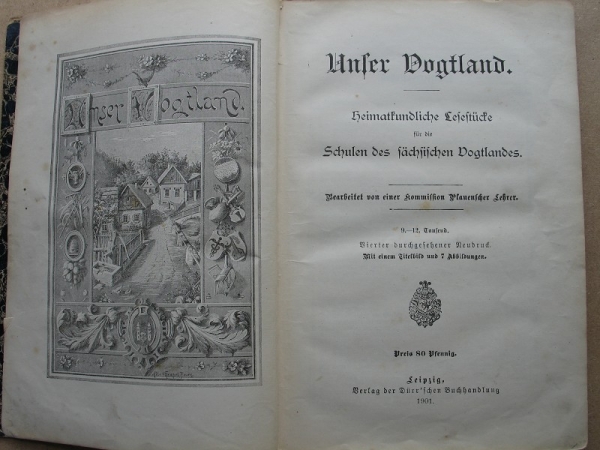 Unser Vogtland.
Unser Vogtland.
Heimatkundliche Lesestücke
für die
Schulen des sächsischen Vogtlandes.
Bearbeitet von einer Kommission Plauenscher Lehrer.
9.—12. Tausend.
Vierter durchgesehener Neudruck.
Mit einem Titelbild und 7 Abbildungen.
Preis 80 Pfennig.
Leipzig,
Verlag der Dürr'schen Buchhandlung
1901.